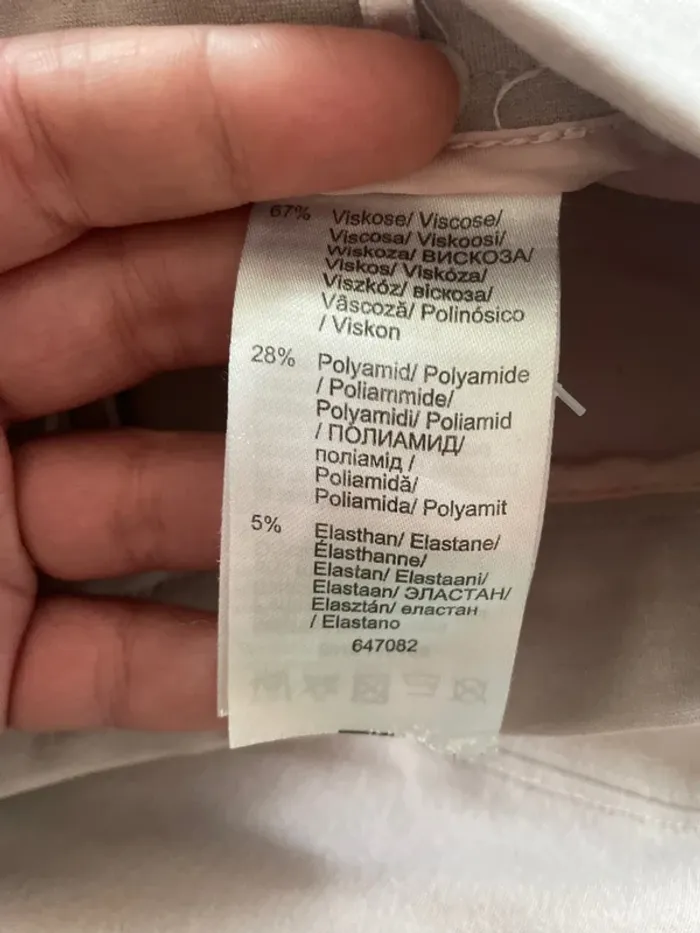 67% Viskose/ Viscose/
Viscosa/ Viskoosi/
Wiskoza/ ВИСКОЗА/
Viskos/ Viskóza/
Viszkóz/ віскоза/
Vâscoză/ Polinósico
/ Viskon
28% Polyamid/ Polyamide
/ Poliammide/
Polyamidi/ Poliamid
/ ПОЛИАМИД/
поліамід /
Poliamidă/
Poliamida/ Polyamit
5% Elasthan/ Elastane/
Élasthanne/
Elastan/ Elastaani/
Elastaan/ ЭЛАСТАН/
Elasztán/ еластан
/ Elastano
647082